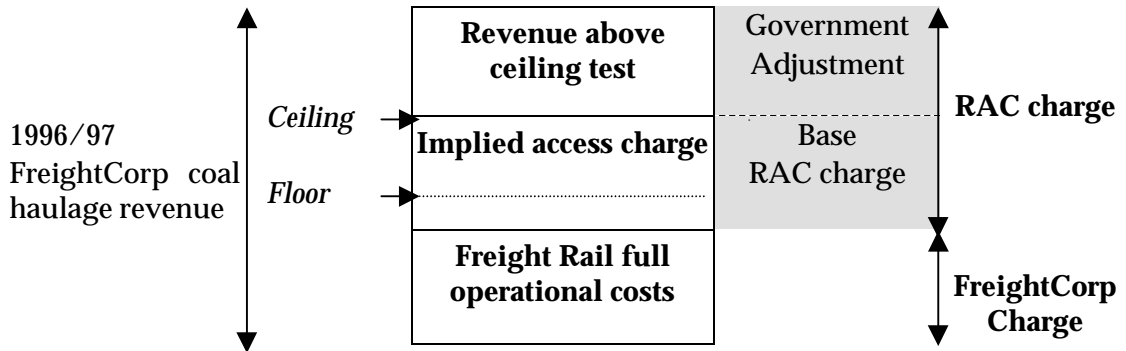 1996/97
FreightCorp coal
haulage revenue
Ceiling
Floor
Revenue above
ceiling test
Implied access charge
Freight Rail full
operational costs
Government
Adjustment
Base
RAC charge
RAC charge
FreightCorp
Charge